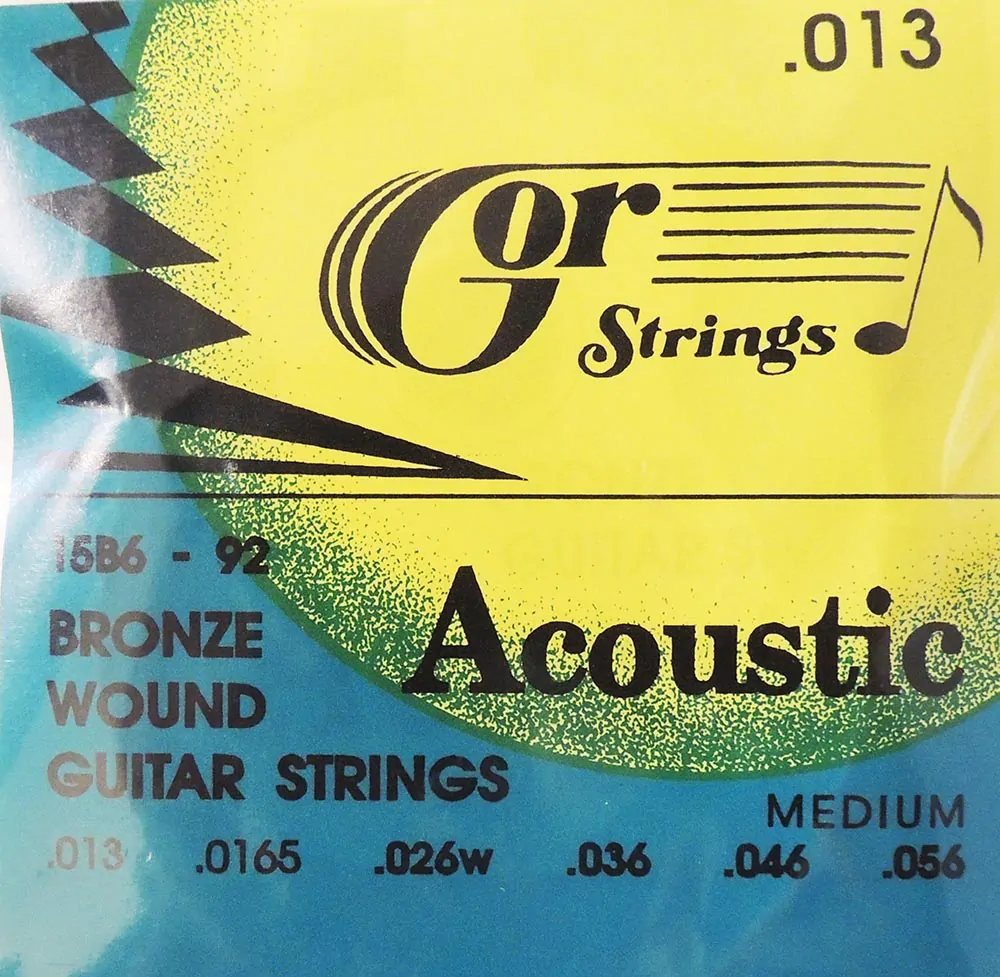 .013
Gor
Strings
15B6 - 92
Acoustic
BRONZE
WOUND
GUITAR STRINGS
MEDIUM
.013 .0165 .026w .036 .046 .056